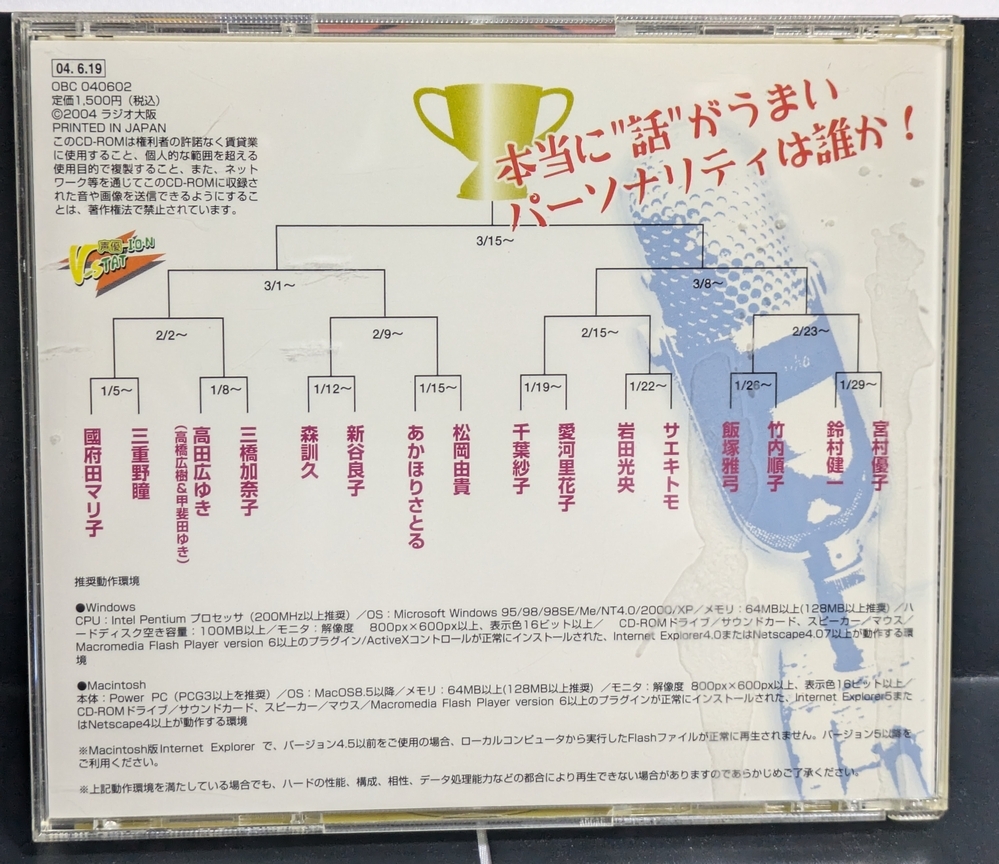 04. 6.19
OBC 040602
定価1,500円（税込）
©2004 ラジオ大阪
PRINTED IN JAPAN
このCD-ROMは権利者の許諾なく賃貸業
に使用すること、個人的な範囲を超える
使用目的で複製すること、また、ネット
ワーク等を通じてこのCD-ROMに収録さ
れた音や画像を送信できるようにするこ
とは、著作権法で禁止されています。
本当に"話"がうまい
パーソナリティは誰か！
声優
V-STATION
3/15〜
3/1〜
3/8〜
2/2〜
2/9〜
2/15〜
2/23〜
1/5〜
1/8〜
1/12〜
1/15〜
1/19〜
1/22〜
1/26〜
1/29〜
國府田マリ子
三重野瞳
高田広ゆき
（高橋広樹&甲斐田ゆき）
三橋加奈子
森訓久
新谷良子
あかほりさとる
松岡由貴
千葉紗子
愛河里花子
岩田光央
サエキトモ
飯塚雅弓
竹内順子
鈴村健一
宮村優子
推奨動作環境
●Windows
CPU：Intel Pentium プロセッサ（200MHz以上推奨）／OS：Microsoft Windows 95/98/98SE/Me/NT4.0/2000/XP／メモリ：64MB以上(128MB以上推奨）／ハ
ードディスク空き容量：100MB以上／モニタ：解像度 800px×600px以上、表示色16ビット以上／ CD-ROMドライブ／サウンドカード、スピーカー／マウス／
Macromedia Flash Player version 6以上のプラグイン/ActiveXコントロールが正常にインストールされた、Internet Explorer4.0またはNetscape4.07以上が動作する環
境
●Macintosh
本体：Power PC（PCG3以上を推奨）／OS：MacOS8.5以降／メモリ：64MB以上(128MB以上推奨）／モニタ：解像度 800px×600px以上、表示色16ビット以上／
CD-ROMドライブ／サウンドカード、スピーカー／マウス／Macromedia Flash Player version 6以上のプラグインが正常にインストールされた、Internet Explorer5また
はNetscape4以上が動作する環境
※Macintosh版Internet Explorer で、バージョン4.5以前をご使用の場合、ローカルコンピュータから実行したFlashファイルが正常に再生されません。バージョン5以降を
ご利用ください。
※上記動作環境を満たしている場合でも、ハードの性能、構成、相性、データ処理能力などの都合により再生できない場合がありますのであらかじめご了承ください。